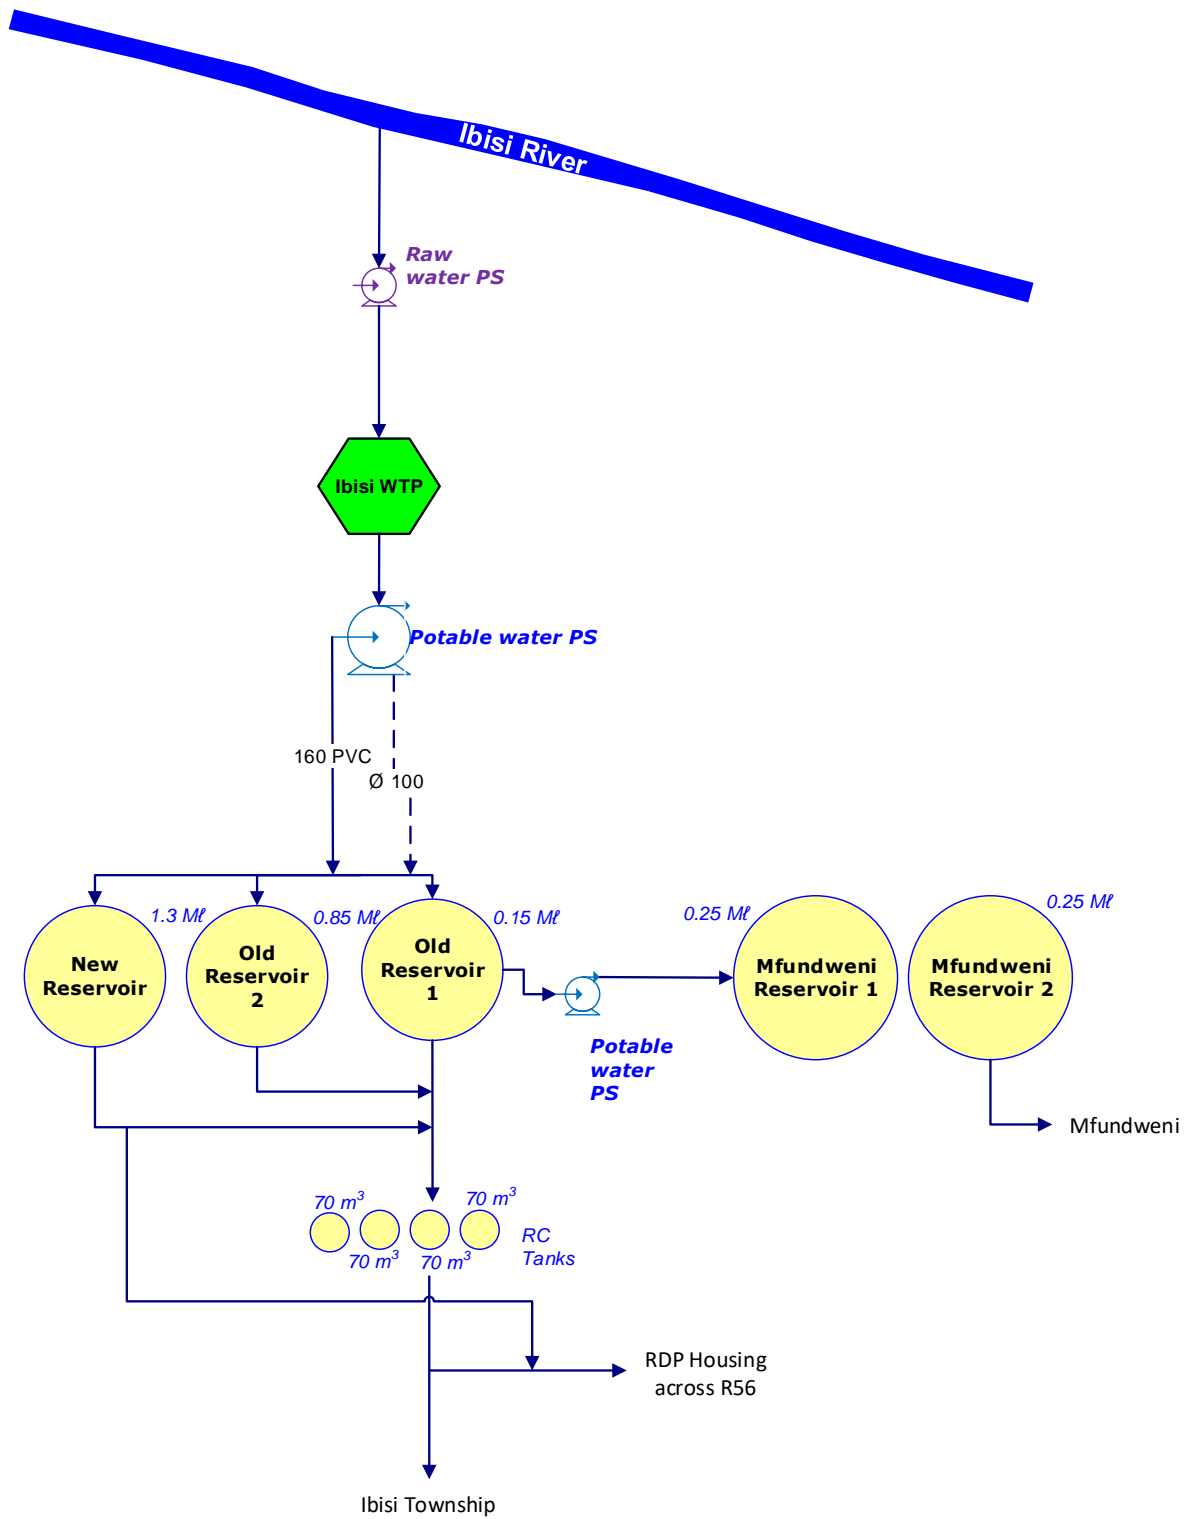 Ibisi River
Raw
water PS
Ibisi WTP
Potable water PS
160 PVC
Ø 100
1.3 Mℓ
0.85 Mℓ
0.15 Mℓ
0.25 Mℓ
0.25 Mℓ
New
Reservoir
Old
Reservoir
2
Old
Reservoir
1
Mfundweni
Reservoir 1
Mfundweni
Reservoir 2
Potable
water
PS
Mfundweni
70 m³
70 m³
70 m³
70 m³
RC
Tanks
RDP Housing
across R56
Ibisi Township